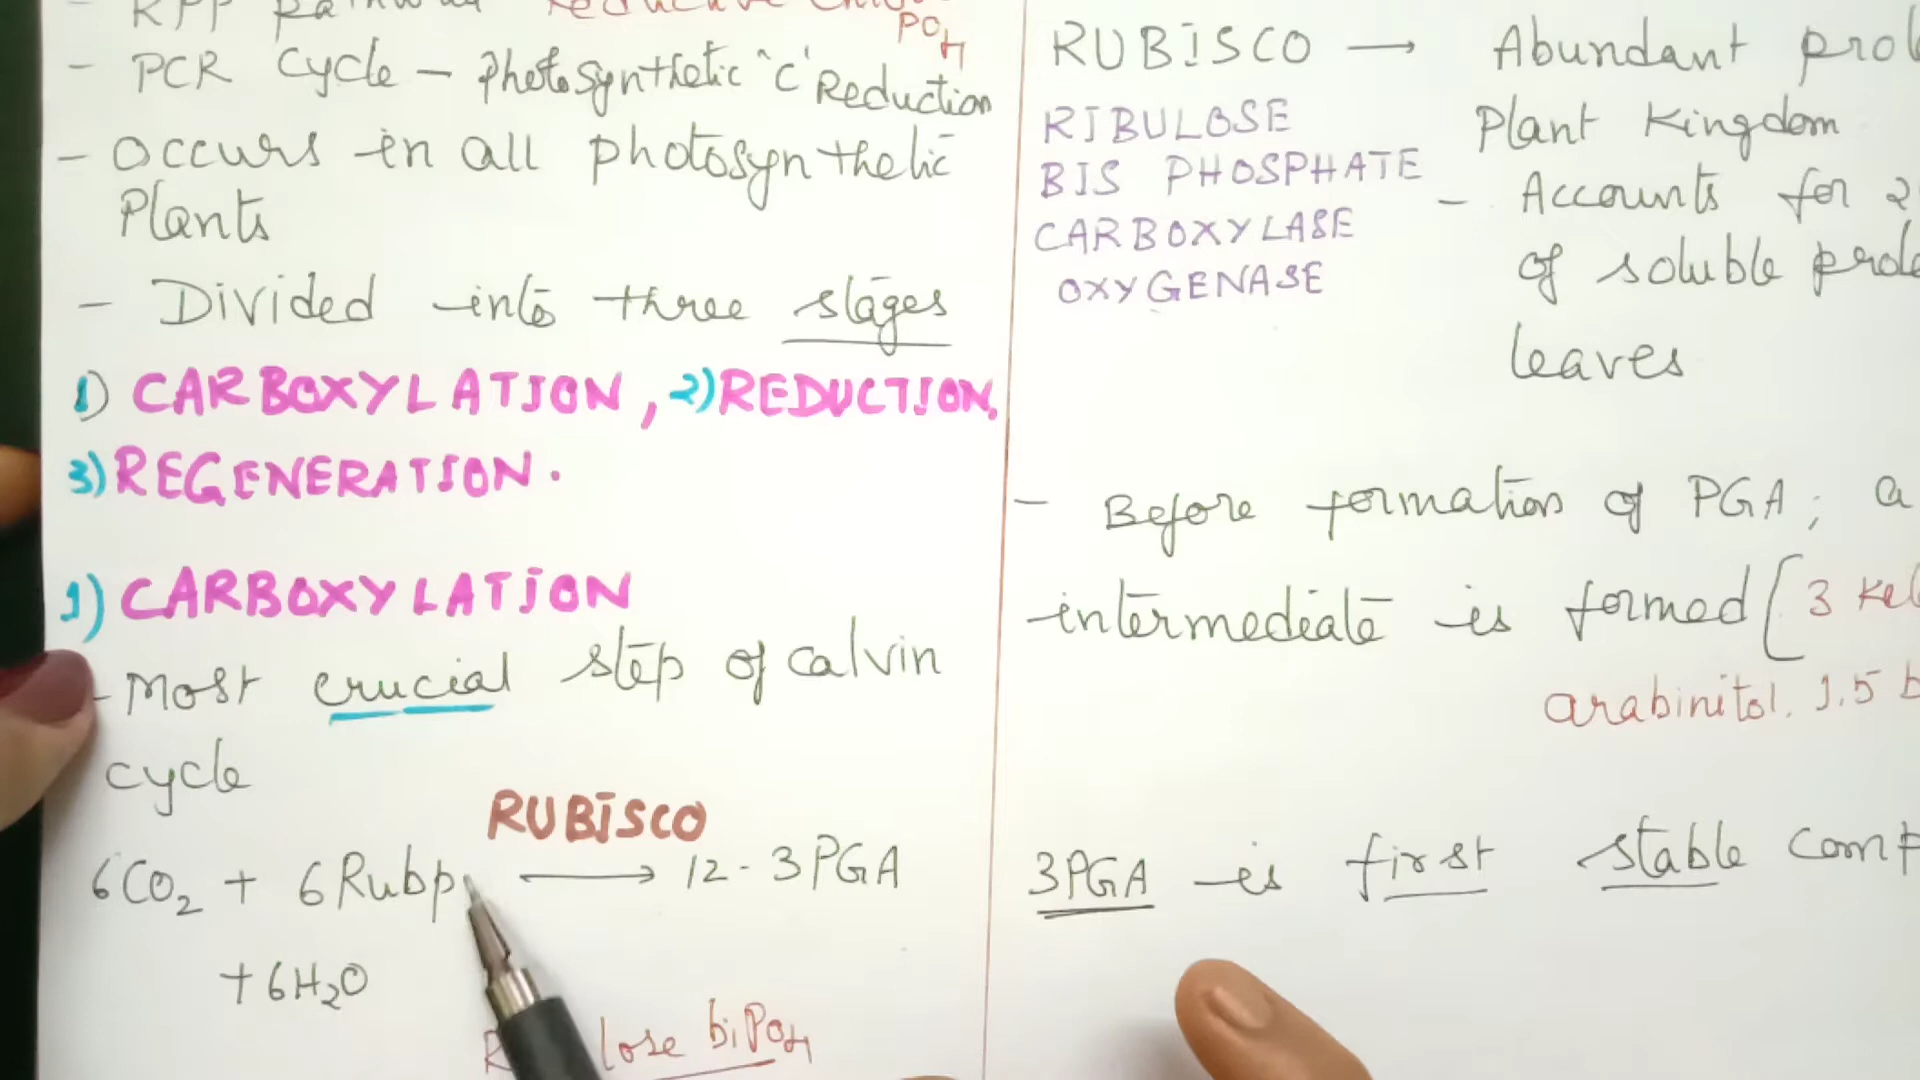 - RPP
- PCR Cycle – Photosynthetic 'C' Reduction
PO4
- Occurs in all photosynthetic
Plants
- Divided into three stages
1) CARBOXYLATION, 2) REDUCTION.
3) REGENERATION.
1) CARBOXYLATION
- Most crucial step of calvin
cycle
RUBISCO
6CO2 + 6Rubp → 12-3PGA
+ 6H2O
lose biPO4
RUBISCO → Abundant
RIBULOSE
BIS PHOSPHATE
CARBOXYLASE
OXYGENASE
Plant Kingdom
- Accounts for 2
of soluble
leaves
- Before formation of PGA; a
intermediate is formed [3
arabinitol. 1,5 b
3PGA is first stable